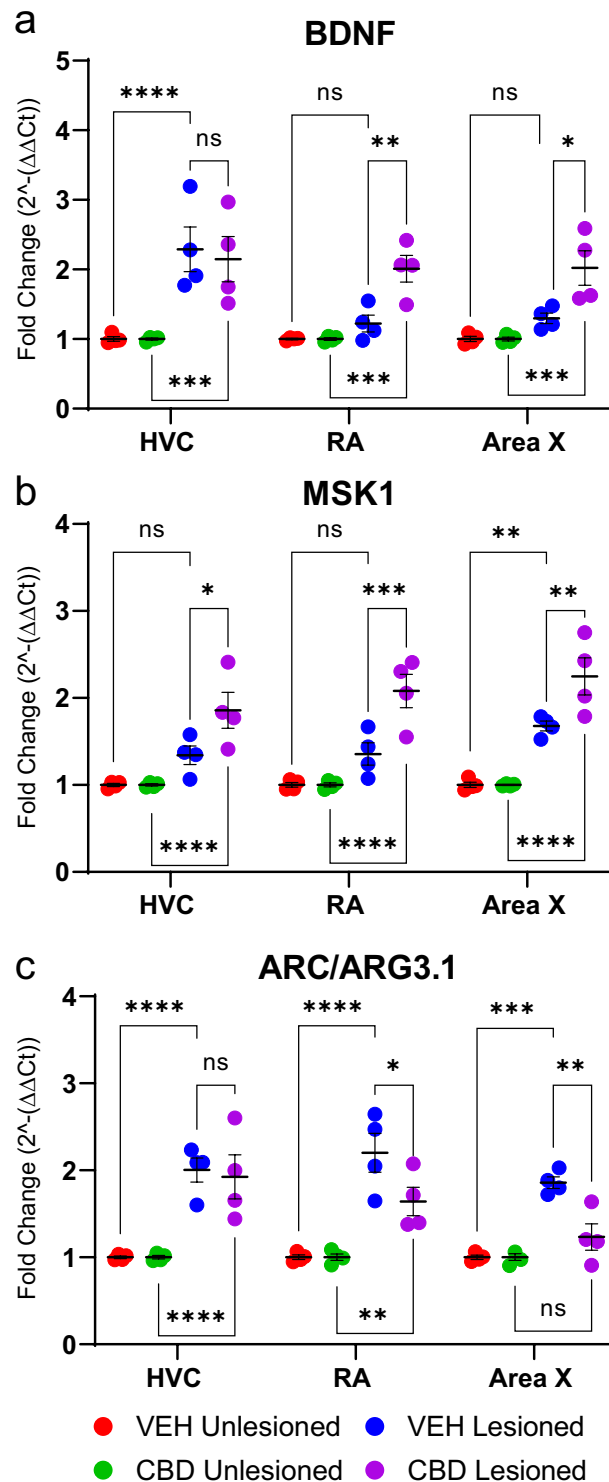 a
BDNF
Fold Change (2^-(ΔΔCt))
5
4
3
2
1
0
**** ns ns
ns ** *
*** *** ***
HVC RA Area X
b
MSK1
Fold Change (2^-(ΔΔCt))
4
3
2
1
0
ns ns **
* *** **
**** **** ****
HVC RA Area X
c
ARC/ARG3.1
Fold Change (2^-(ΔΔCt))
4
3
2
1
0
**** **** ***
ns * **
**** ** ns
HVC RA Area X
VEH Unlesioned VEH Lesioned
CBD Unlesioned CBD Lesioned